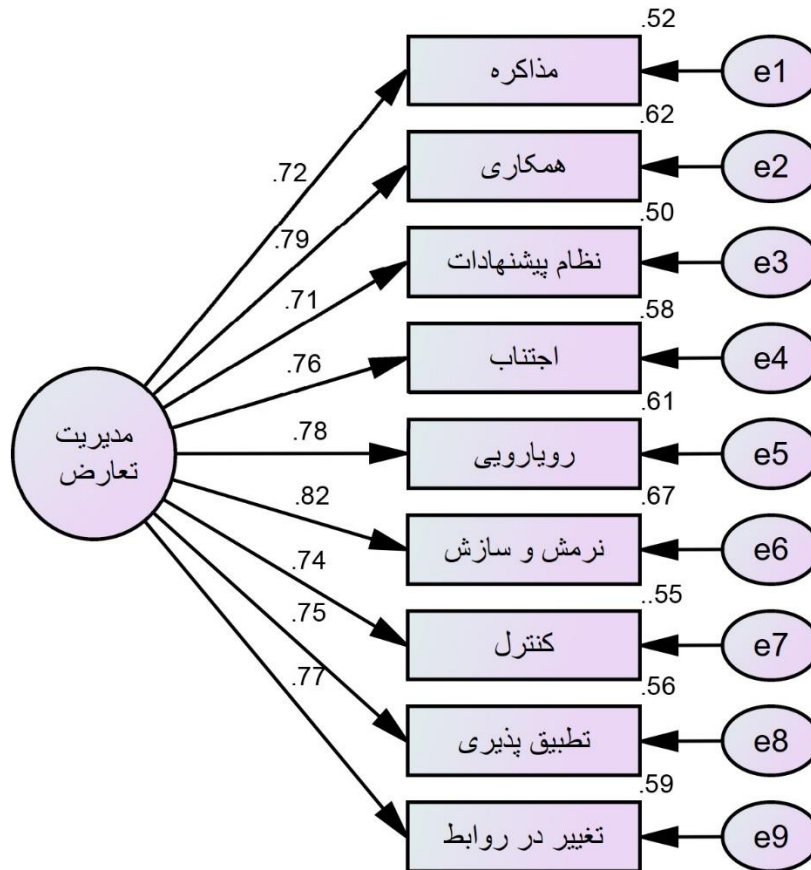 .52
مذاکره
e1
.72
.62
همکاری
e2
.79
.50
نظام پیشنهادات
e3
.71
.58
اجتناب
e4
.76
.61
رویارویی
e5
.78
مدیریت
تعارض
.67
نرمش و سازش
e6
.82
..55
کنترل
e7
.74
.56
تطبیق پذیری
e8
.75
.59
تغییر در روابط
e9
.77